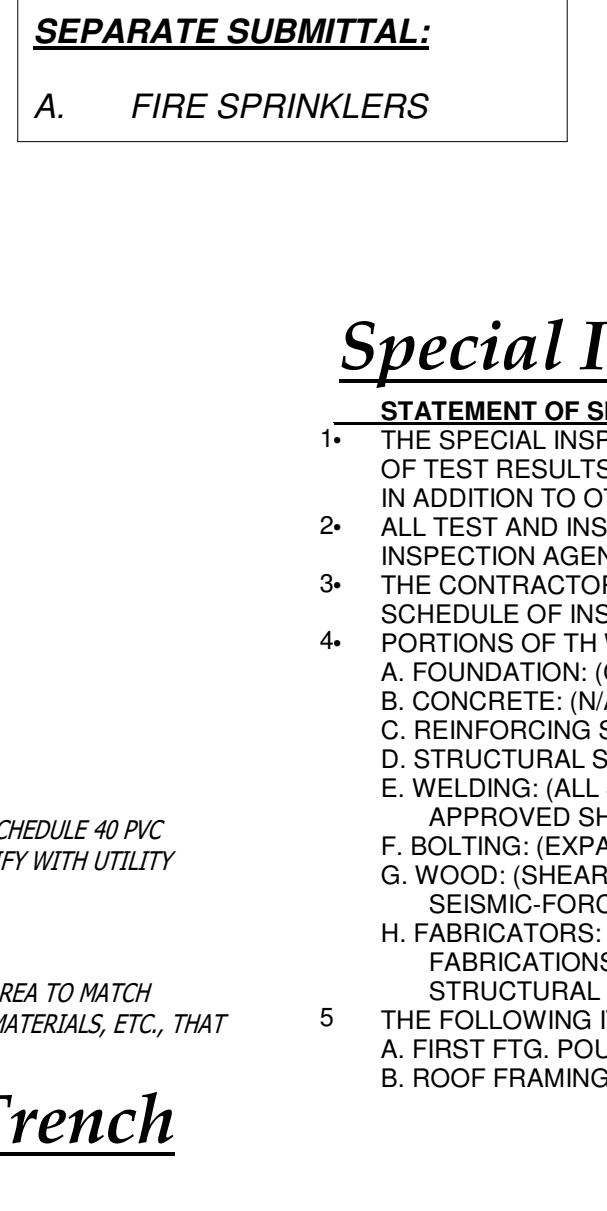 SEPARATE SUBMITTAL:
A. FIRE SPRINKLERS
Special I
STATEMENT OF S
1• THE SPECIAL INSP
OF TEST RESULTS
IN ADDITION TO OT
2• ALL TEST AND INS
INSPECTION AGEN
3• THE CONTRACTOR
SCHEDULE OF INS
4• PORTIONS OF TH
A. FOUNDATION: (
B. CONCRETE: (N/A
C. REINFORCING S
D. STRUCTURAL S
E. WELDING: (ALL
APPROVED SH
F. BOLTING: (EXPA
G. WOOD: (SHEAR
SEISMIC-FORC
H. FABRICATORS:
FABRICATIONS
STRUCTURAL
5 THE FOLLOWING I
A. FIRST FTG. POU
B. ROOF FRAMING
CHEDULE 40 PVC
IFY WITH UTILITY
REA TO MATCH
MATERIALS, ETC., THAT
Trench